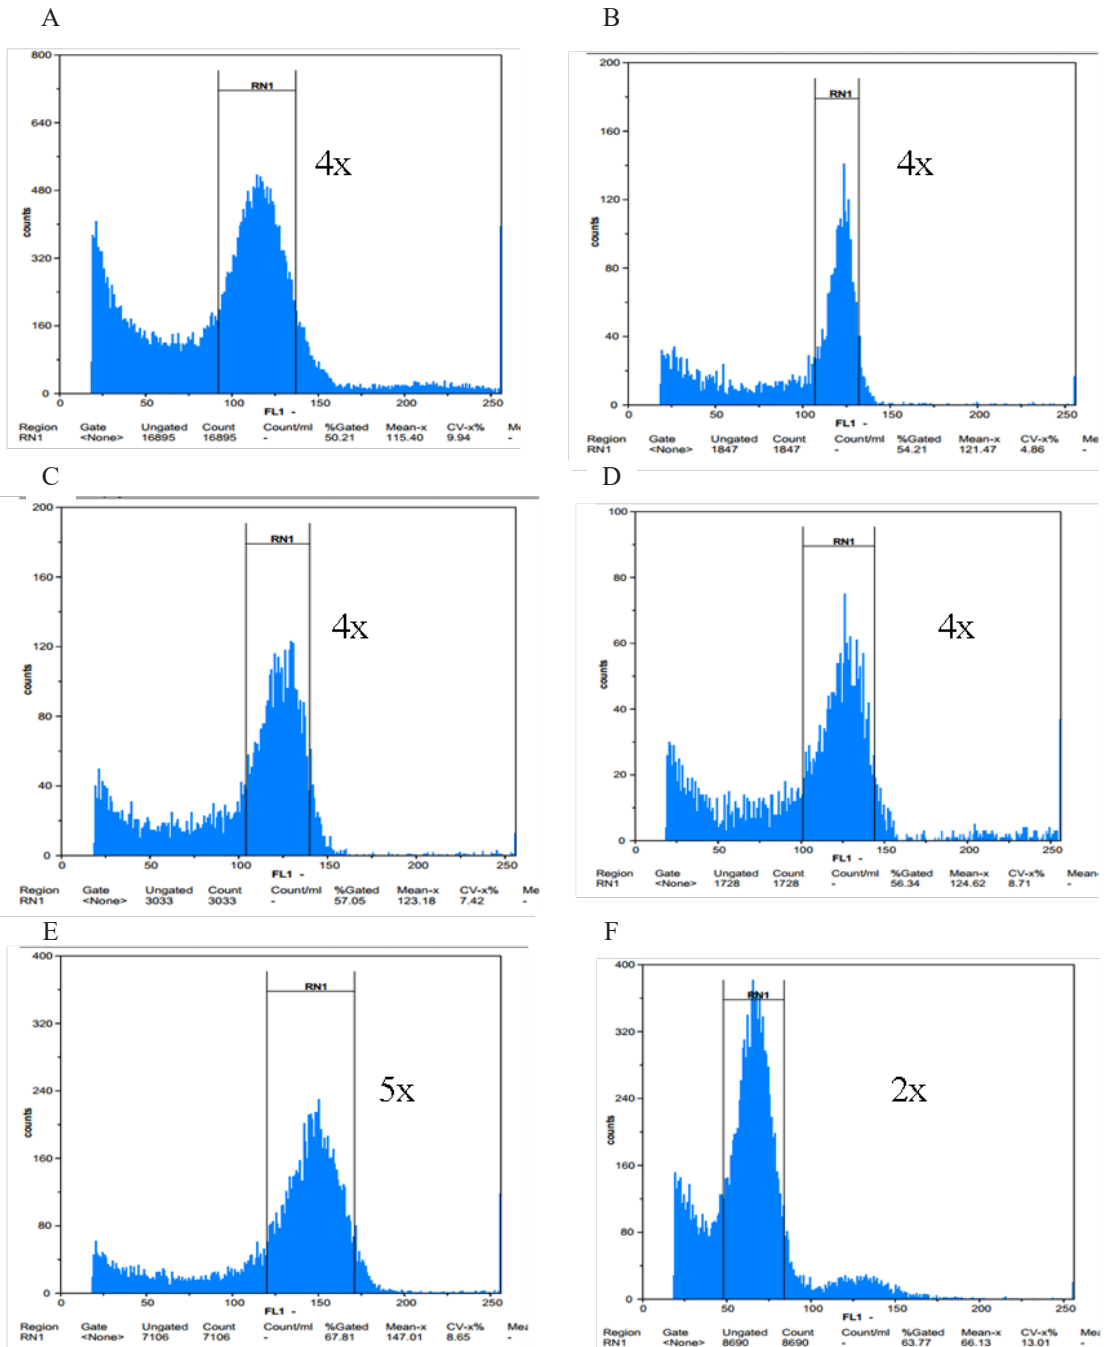 A
800
640
480
320
160
0
counts
RN1
4x
0 50 100 150 200 250
FL1 -
Region Gate Ungated Count Count/ml %Gated Mean-x CV-x%
RN1 <None> 16895 16895 - 50.21 115.40 9.94 -
B
200
160
120
80
40
0
counts
RN1
4x
0 50 100 150 200 250
FL1 -
Region Gate Ungated Count Count/ml %Gated Mean-x CV-x% Me
RN1 <None> 1847 1847 - 54.21 121.47 4.86 -
C
200
160
120
80
40
0
counts
RN1
4x
0 50 100 150 200 250
FL1 -
Region Gate Ungated Count Count/ml %Gated Mean-x CV-x% Me
RN1 <None> 3033 3033 - 57.05 123.18 7.42 -
D
100
80
60
40
20
0
counts
RN1
4x
0 50 100 150 200 250
FL1 -
Region Gate Ungated Count Count/ml %Gated Mean-x CV-x% Mean-
RN1 <None> 1728 1728 - 56.34 124.62 8.71 -
E
400
320
240
160
80
0
counts
RN1
5x
0 50 100 150 200 250
FL1 -
Region Gate Ungated Count Count/ml %Gated Mean-x CV-x% Mea
RN1 <None> 7106 7106 - 67.81 147.01 8.65 -
F
400
320
240
160
80
0
counts
RN1
2x
0 50 100 150 200 250
FL1 -
Region Gate Ungated Count Count/ml %Gated Mean-x CV-x% Mea
RN1 <None> 8690 8690 - 63.77 66.13 13.01 -